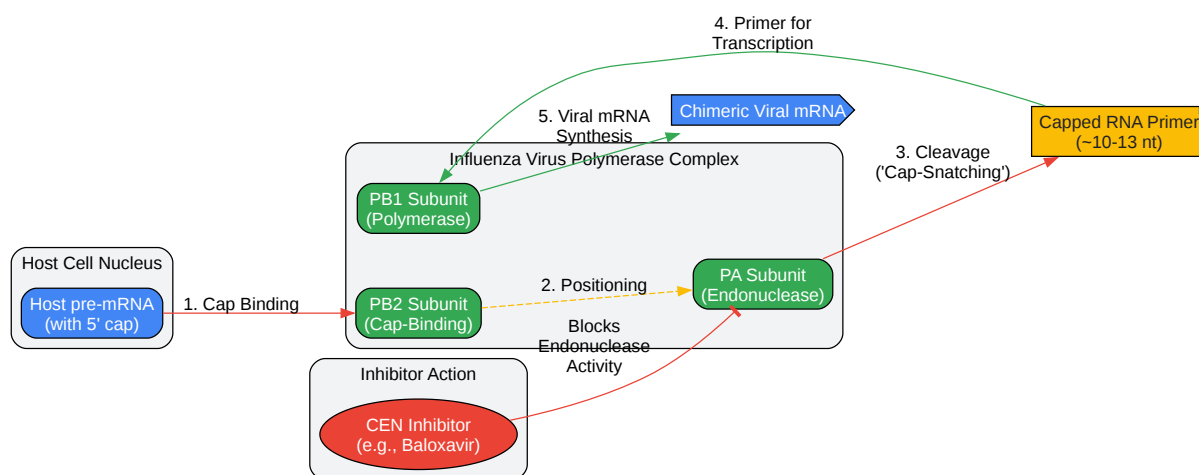 4. Primer for
Transcription
5. Viral mRNA
Synthesis
Chimeric Viral mRNA
Capped RNA Primer
(~10-13 nt)
Influenza Virus Polymerase Complex
3. Cleavage
('Cap-Snatching')
PB1 Subunit
(Polymerase)
Host Cell Nucleus
Host pre-mRNA
(with 5' cap)
1. Cap Binding
PB2 Subunit
(Cap-Binding)
2. Positioning
PA Subunit
(Endonuclease)
Blocks
Endonuclease
Activity
Inhibitor Action
CEN Inhibitor
(e.g., Baloxavir)